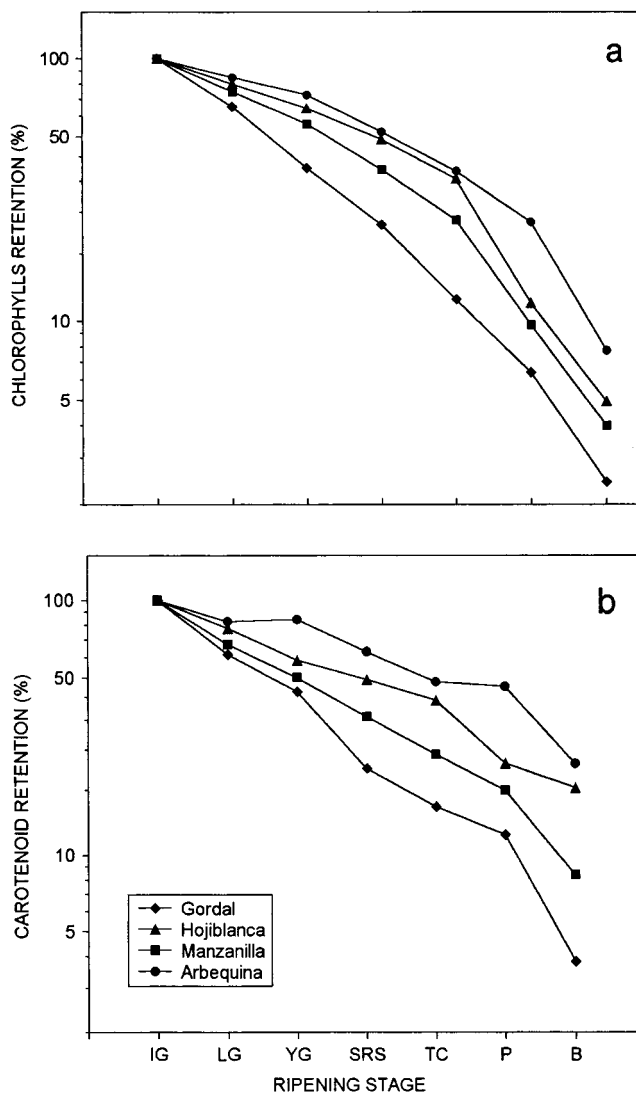 a
100
50
10
5
CHLOROPHYLLS RETENTION (%)
b
100
50
10
5
CAROTENOID RETENTION (%)
Gordal
Hojiblanca
Manzanilla
Arbequina
IG LG YG SRS TC P B
RIPENING STAGE